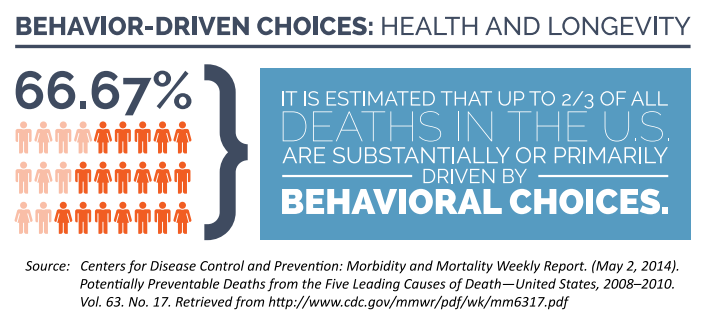 BEHAVIOR-DRIVEN CHOICES: HEALTH AND LONGEVITY
66.67%
IT IS ESTIMATED THAT UP TO 2/3 OF ALL
DEATHS IN THE U.S.
ARE SUBSTANTIALLY OR PRIMARILY
DRIVEN BY
BEHAVIORAL CHOICES.
Source: Centers for Disease Control and Prevention: Morbidity and Mortality Weekly Report. (May 2, 2014).
Potentially Preventable Deaths from the Five Leading Causes of Death—United States, 2008–2010.
Vol. 63. No. 17. Retrieved from http://www.cdc.gov/mmwr/pdf/wk/mm6317.pdf